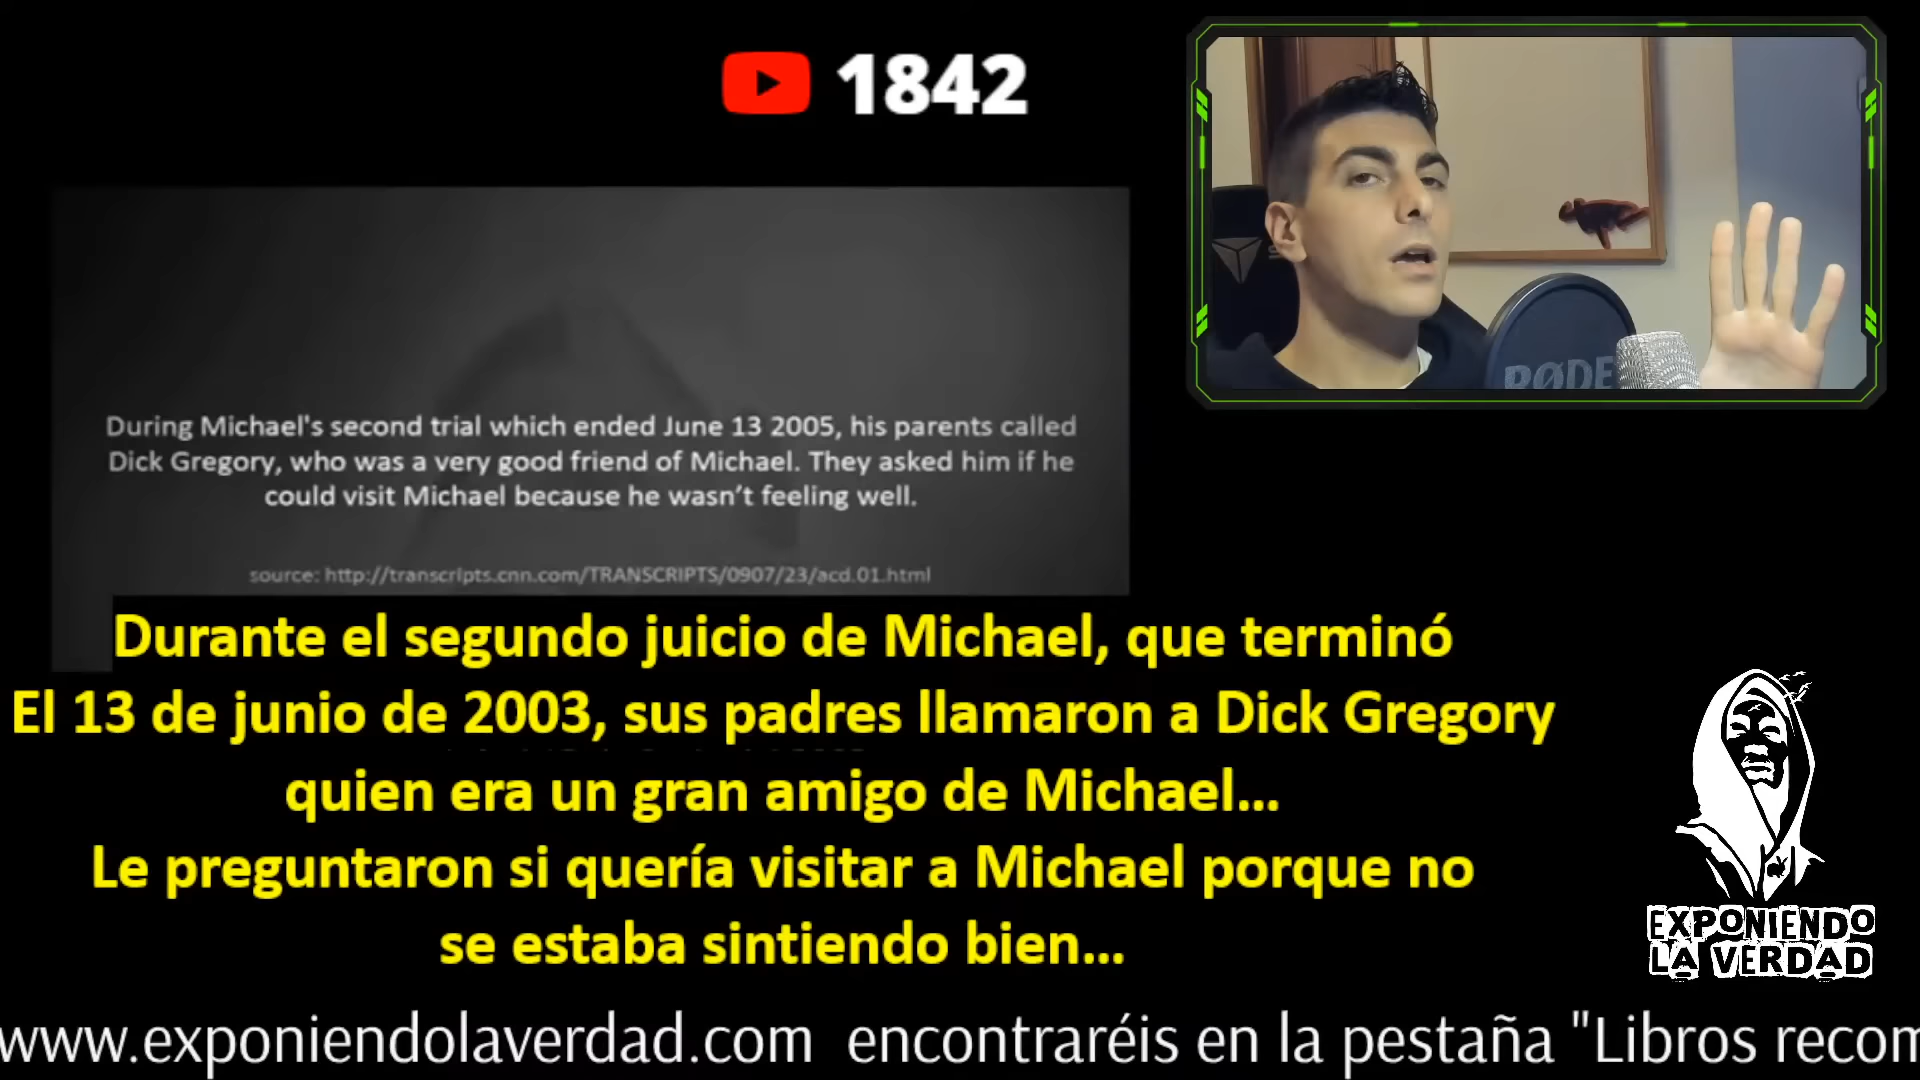 1842
During Michael's second trial which ended June 13 2005, his parents called
Dick Gregory, who was a very good friend of Michael. They asked him if he
could visit Michael because he wasn't feeling well.
source: http://transcripts.cnn.com/TRANSCRIPTS/0907/23/acd.01.html
RØDE
Durante el segundo juicio de Michael, que terminó
El 13 de junio de 2003, sus padres llamaron a Dick Gregory
quien era un gran amigo de Michael...
Le preguntaron si quería visitar a Michael porque no
se estaba sintiendo bien...
EXPONIENDO
LA VERDAD
www.exponiendolaverdad.com encontraréis en la pestaña "Libros recom